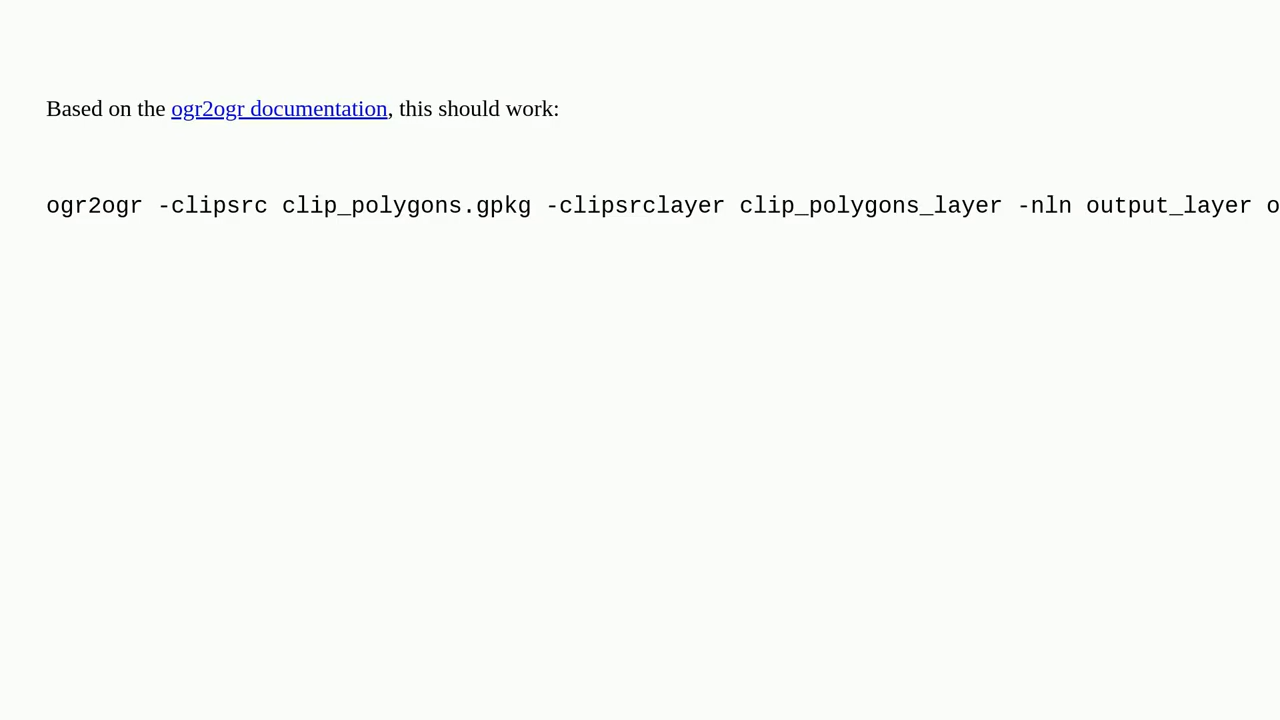 Based on the ogr2ogr documentation, this should work:
ogr2ogr -clipsrc clip_polygons.gpkg -clipsrclayer clip_polygons_layer -nln output_layer o